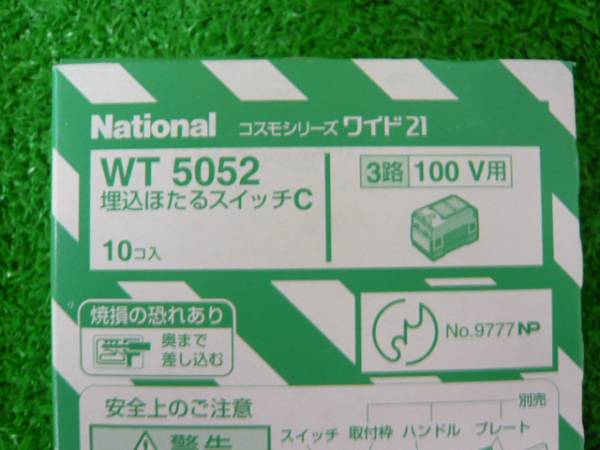 National コスモシリーズ ワイド21
WT 5052
埋込ほたるスイッチC
10コ入
3路 100 V用
焼損の恐れあり
奥まで
差し込む
No.9777 NP
安全上のご注意
警告
別売
スイッチ 取付枠 ハンドル プレート